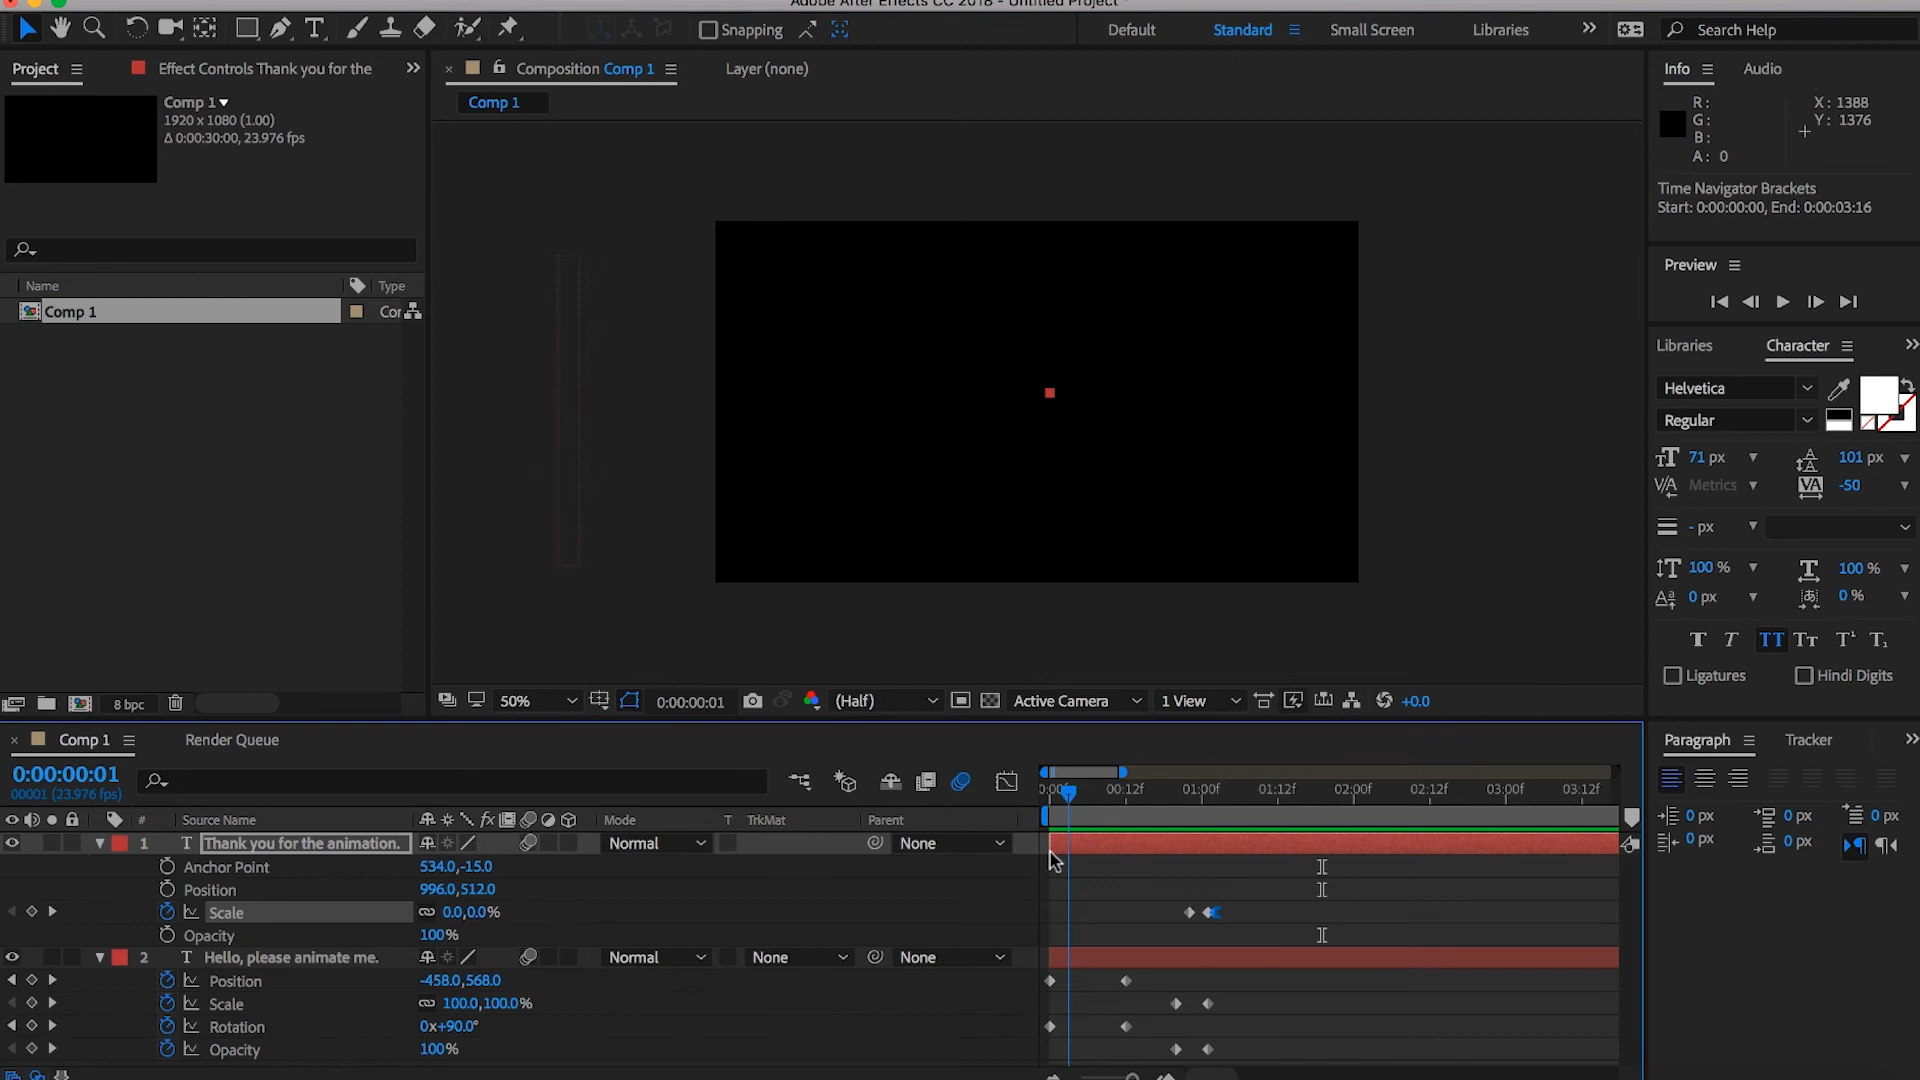 Adobe After Effects CC 2018 - Untitled Project *
Snapping
Default
Standard
Small Screen
Libraries
Search Help
Project
Effect Controls Thank you for the
Composition Comp 1
Layer (none)
Info
Audio
Comp 1
1920 x 1080 (1.00)
Δ 0:00:30:00, 23.976 fps
Comp 1
R:
G:
B:
A: 0
X: 1388
Y: 1376
Time Navigator Brackets
Start: 0:00:00:00, End: 0:00:03:16
Preview
Name
Type
Comp 1
Libraries
Character
Helvetica
Regular
71 px
101 px
Metrics
-50
- px
100 %
100 %
0 px
0 %
Ligatures
Hindi Digits
8 bpc
50%
0:00:00:01
(Half)
Active Camera
1 View
+0.0
Comp 1
Render Queue
Paragraph
Tracker
0:00:00:01
00001 (23.976 fps)
00:12f
01:00f
01:12f
02:00f
02:12f
03:00f
03:12f
0 px
0 px
0 px
0 px
0 px
#
Source Name
Mode
T
TrkMat
Parent
1
T
Thank you for the animation.
Normal
None
Anchor Point
534.0,-15.0
Position
996.0,512.0
Scale
0.0,0.0%
Opacity
100%
2
T
Hello, please animate me.
Normal
None
None
Position
-458.0,568.0
Scale
100.0,100.0%
Rotation
0x+90.0°
Opacity
100%